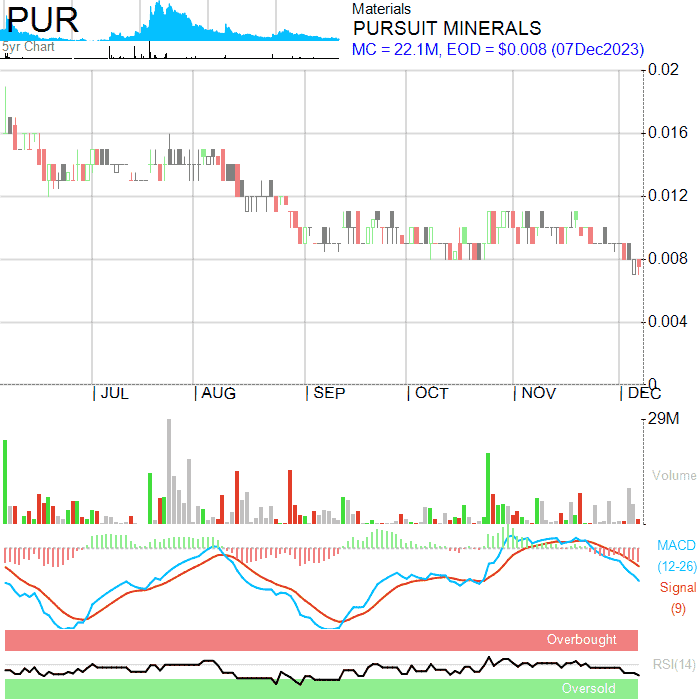 PUR
5yr Chart
Materials
PURSUIT MINERALS
MC = 22.1M, EOD = $0.008 (07Dec2023)
0.02
0.016
0.012
0.008
0.004
0
| JUL | AUG | SEP | OCT | NOV | DEC
29M
Volume
MACD
(12-26)
Signal
(9)
Overbought
RSI(14)
Oversold